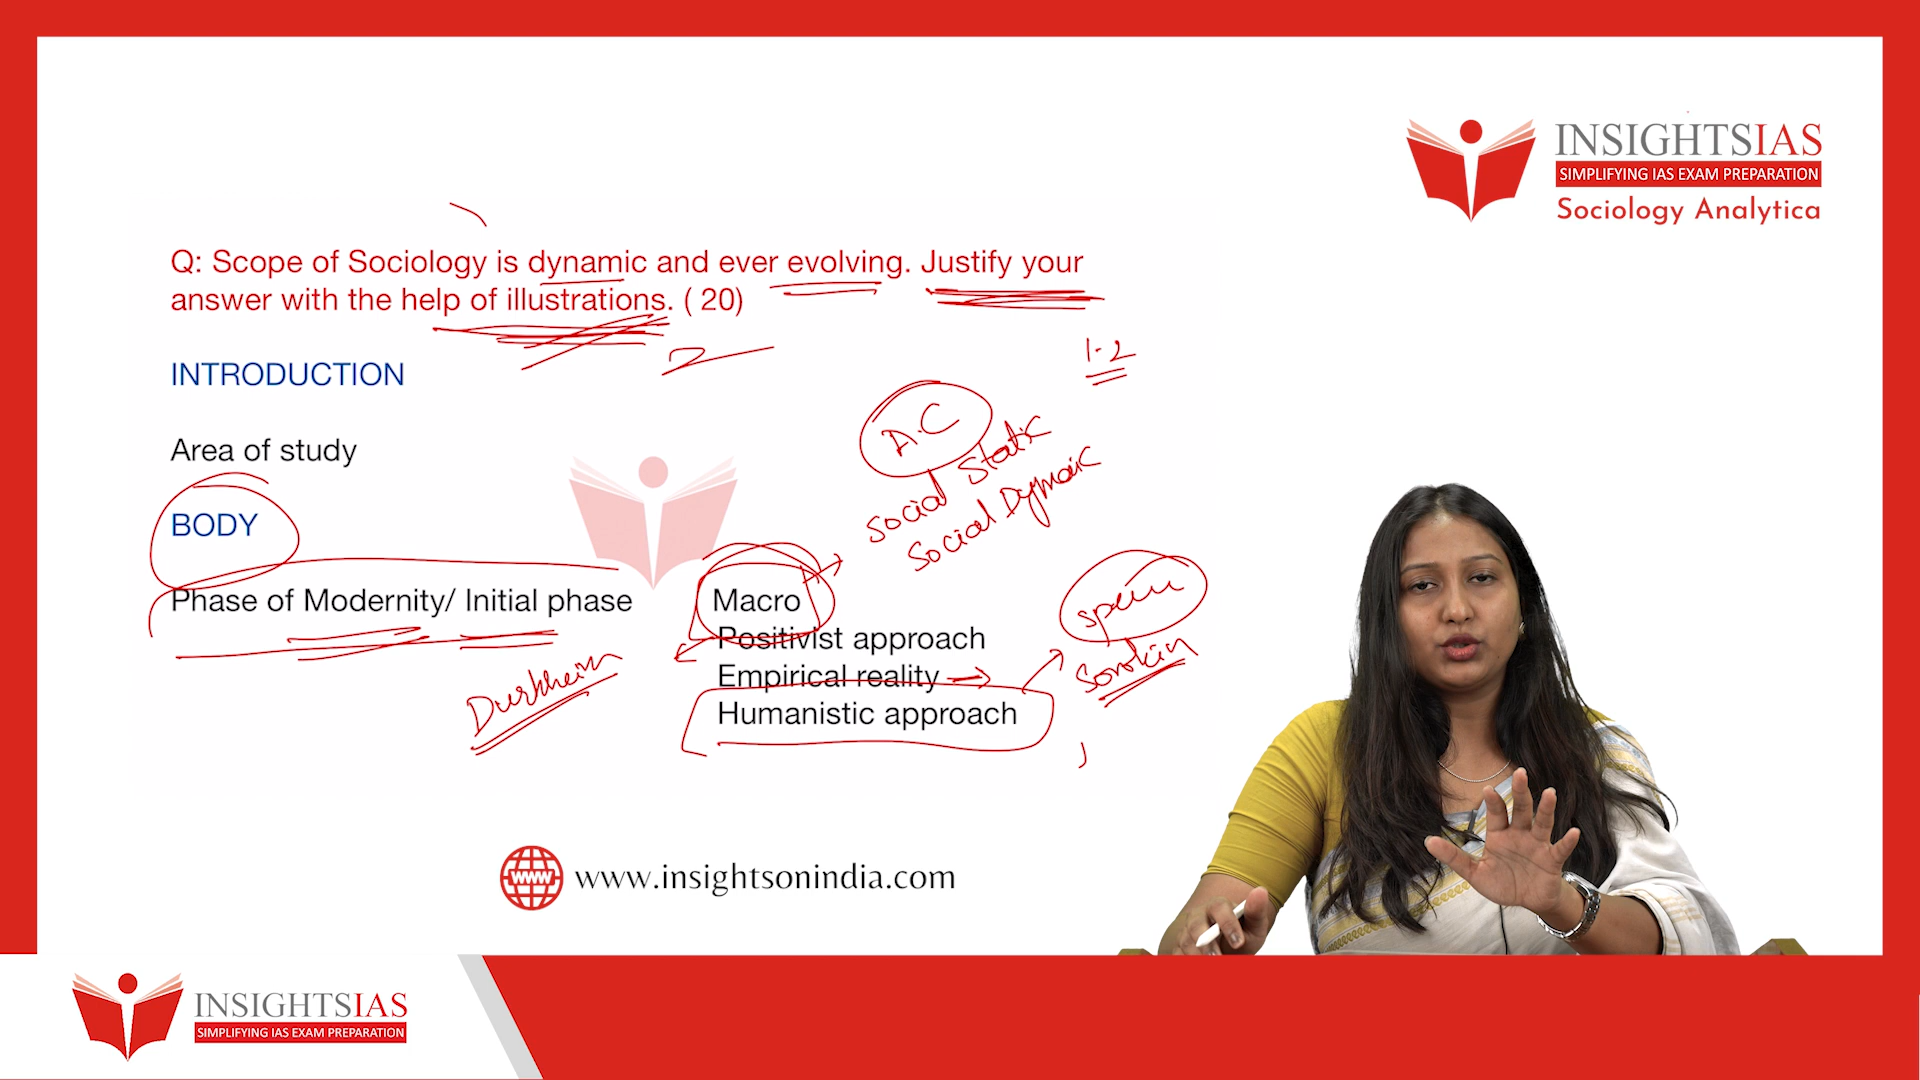 INSIGHTSIAS
SIMPLIFYING IAS EXAM PREPARATION
Sociology Analytica
Q: Scope of Sociology is dynamic and ever evolving. Justify your
answer with the help of illustrations. ( 20)
1-2
INTRODUCTION
A.C
Social Static
Social Dymaic
Area of study
BODY
Phase of Modernity/ Initial phase
Macro
Positivist approach
Empirical reality
Humanistic approach
Durkheim
Sorokin
www.insightsonindia.com
INSIGHTSIAS
SIMPLIFYING IAS EXAM PREPARATION